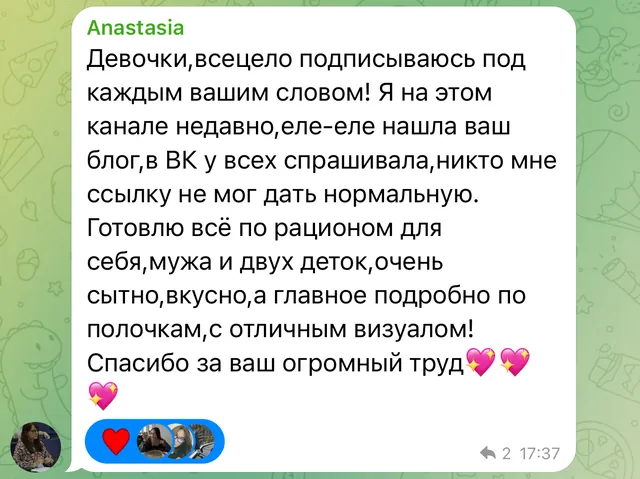 Anastasia
Девочки,всецело подписываюсь под
каждым вашим словом! Я на этом
канале недавно,еле-еле нашла ваш
блог,в ВК у всех спрашивала,никто мне
ссылку не мог дать нормальную.
Готовлю всё по рационом для
себя,мужа и двух деток,очень
сытно,вкусно,а главное подробно по
полочкам,с отличным визуалом!
Спасибо за ваш огромный труд💖💖
💖
2 17:37